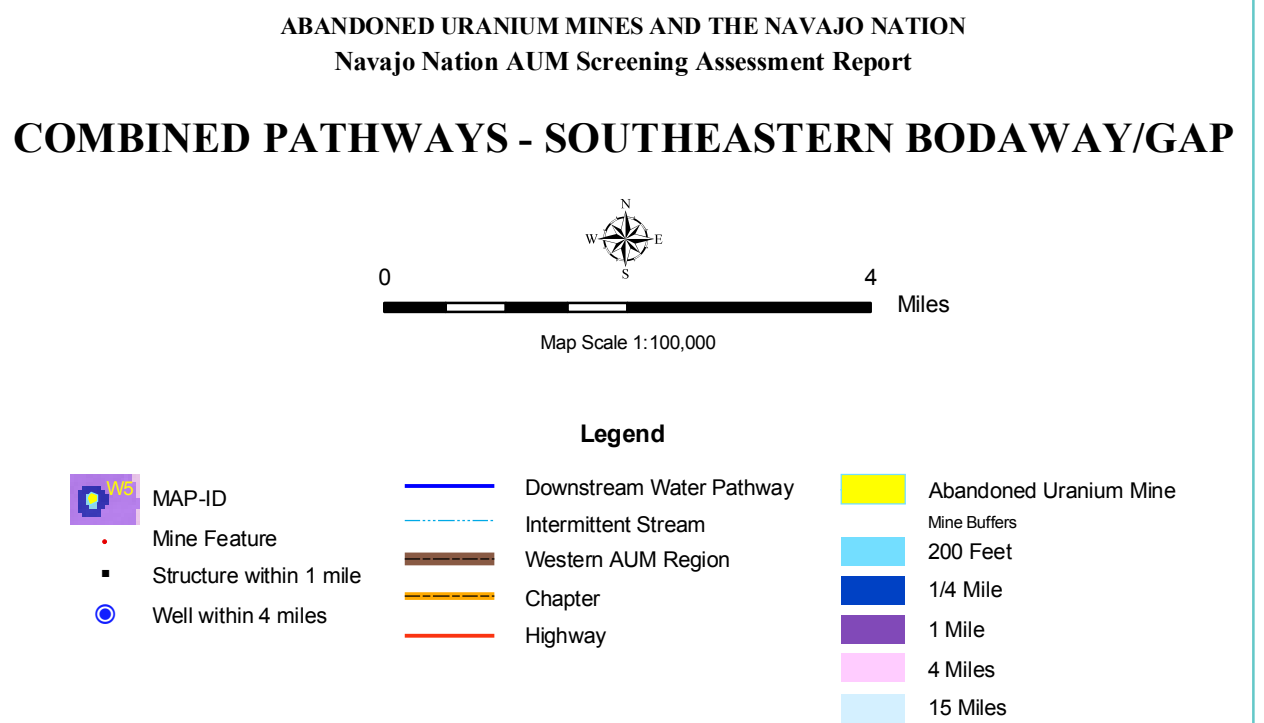 ABANDONED URANIUM MINES AND THE NAVAJO NATION
Navajo Nation AUM Screening Assessment Report
COMBINED PATHWAYS - SOUTHEASTERN BODAWAY/GAP
N
W E
S
0 4
Miles
Map Scale 1:100,000
Legend
W5 MAP-ID
Mine Feature
Structure within 1 mile
Well within 4 miles
Downstream Water Pathway
Intermittent Stream
Western AUM Region
Chapter
Highway
Abandoned Uranium Mine
Mine Buffers
200 Feet
1/4 Mile
1 Mile
4 Miles
15 Miles